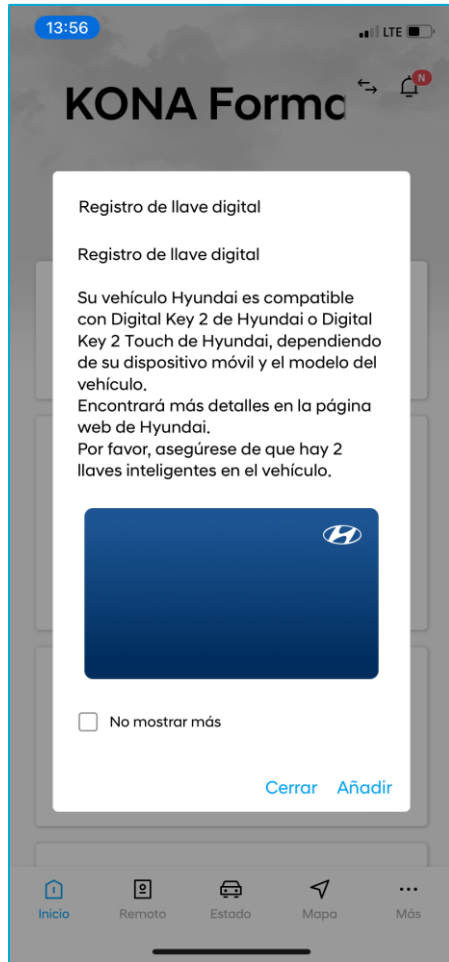 13:56
LTE
KONA Forma
N
Registro de llave digital
Registro de llave digital
Su vehículo Hyundai es compatible
con Digital Key 2 de Hyundai o Digital
Key 2 Touch de Hyundai, dependiendo
de su dispositivo móvil y el modelo del
vehículo.
Encontrará más detalles en la página
web de Hyundai.
Por favor, asegúrese de que hay 2
llaves inteligentes en el vehículo.
No mostrar más
Cerrar Añadir
Inicio Remoto Estado Mapa Más